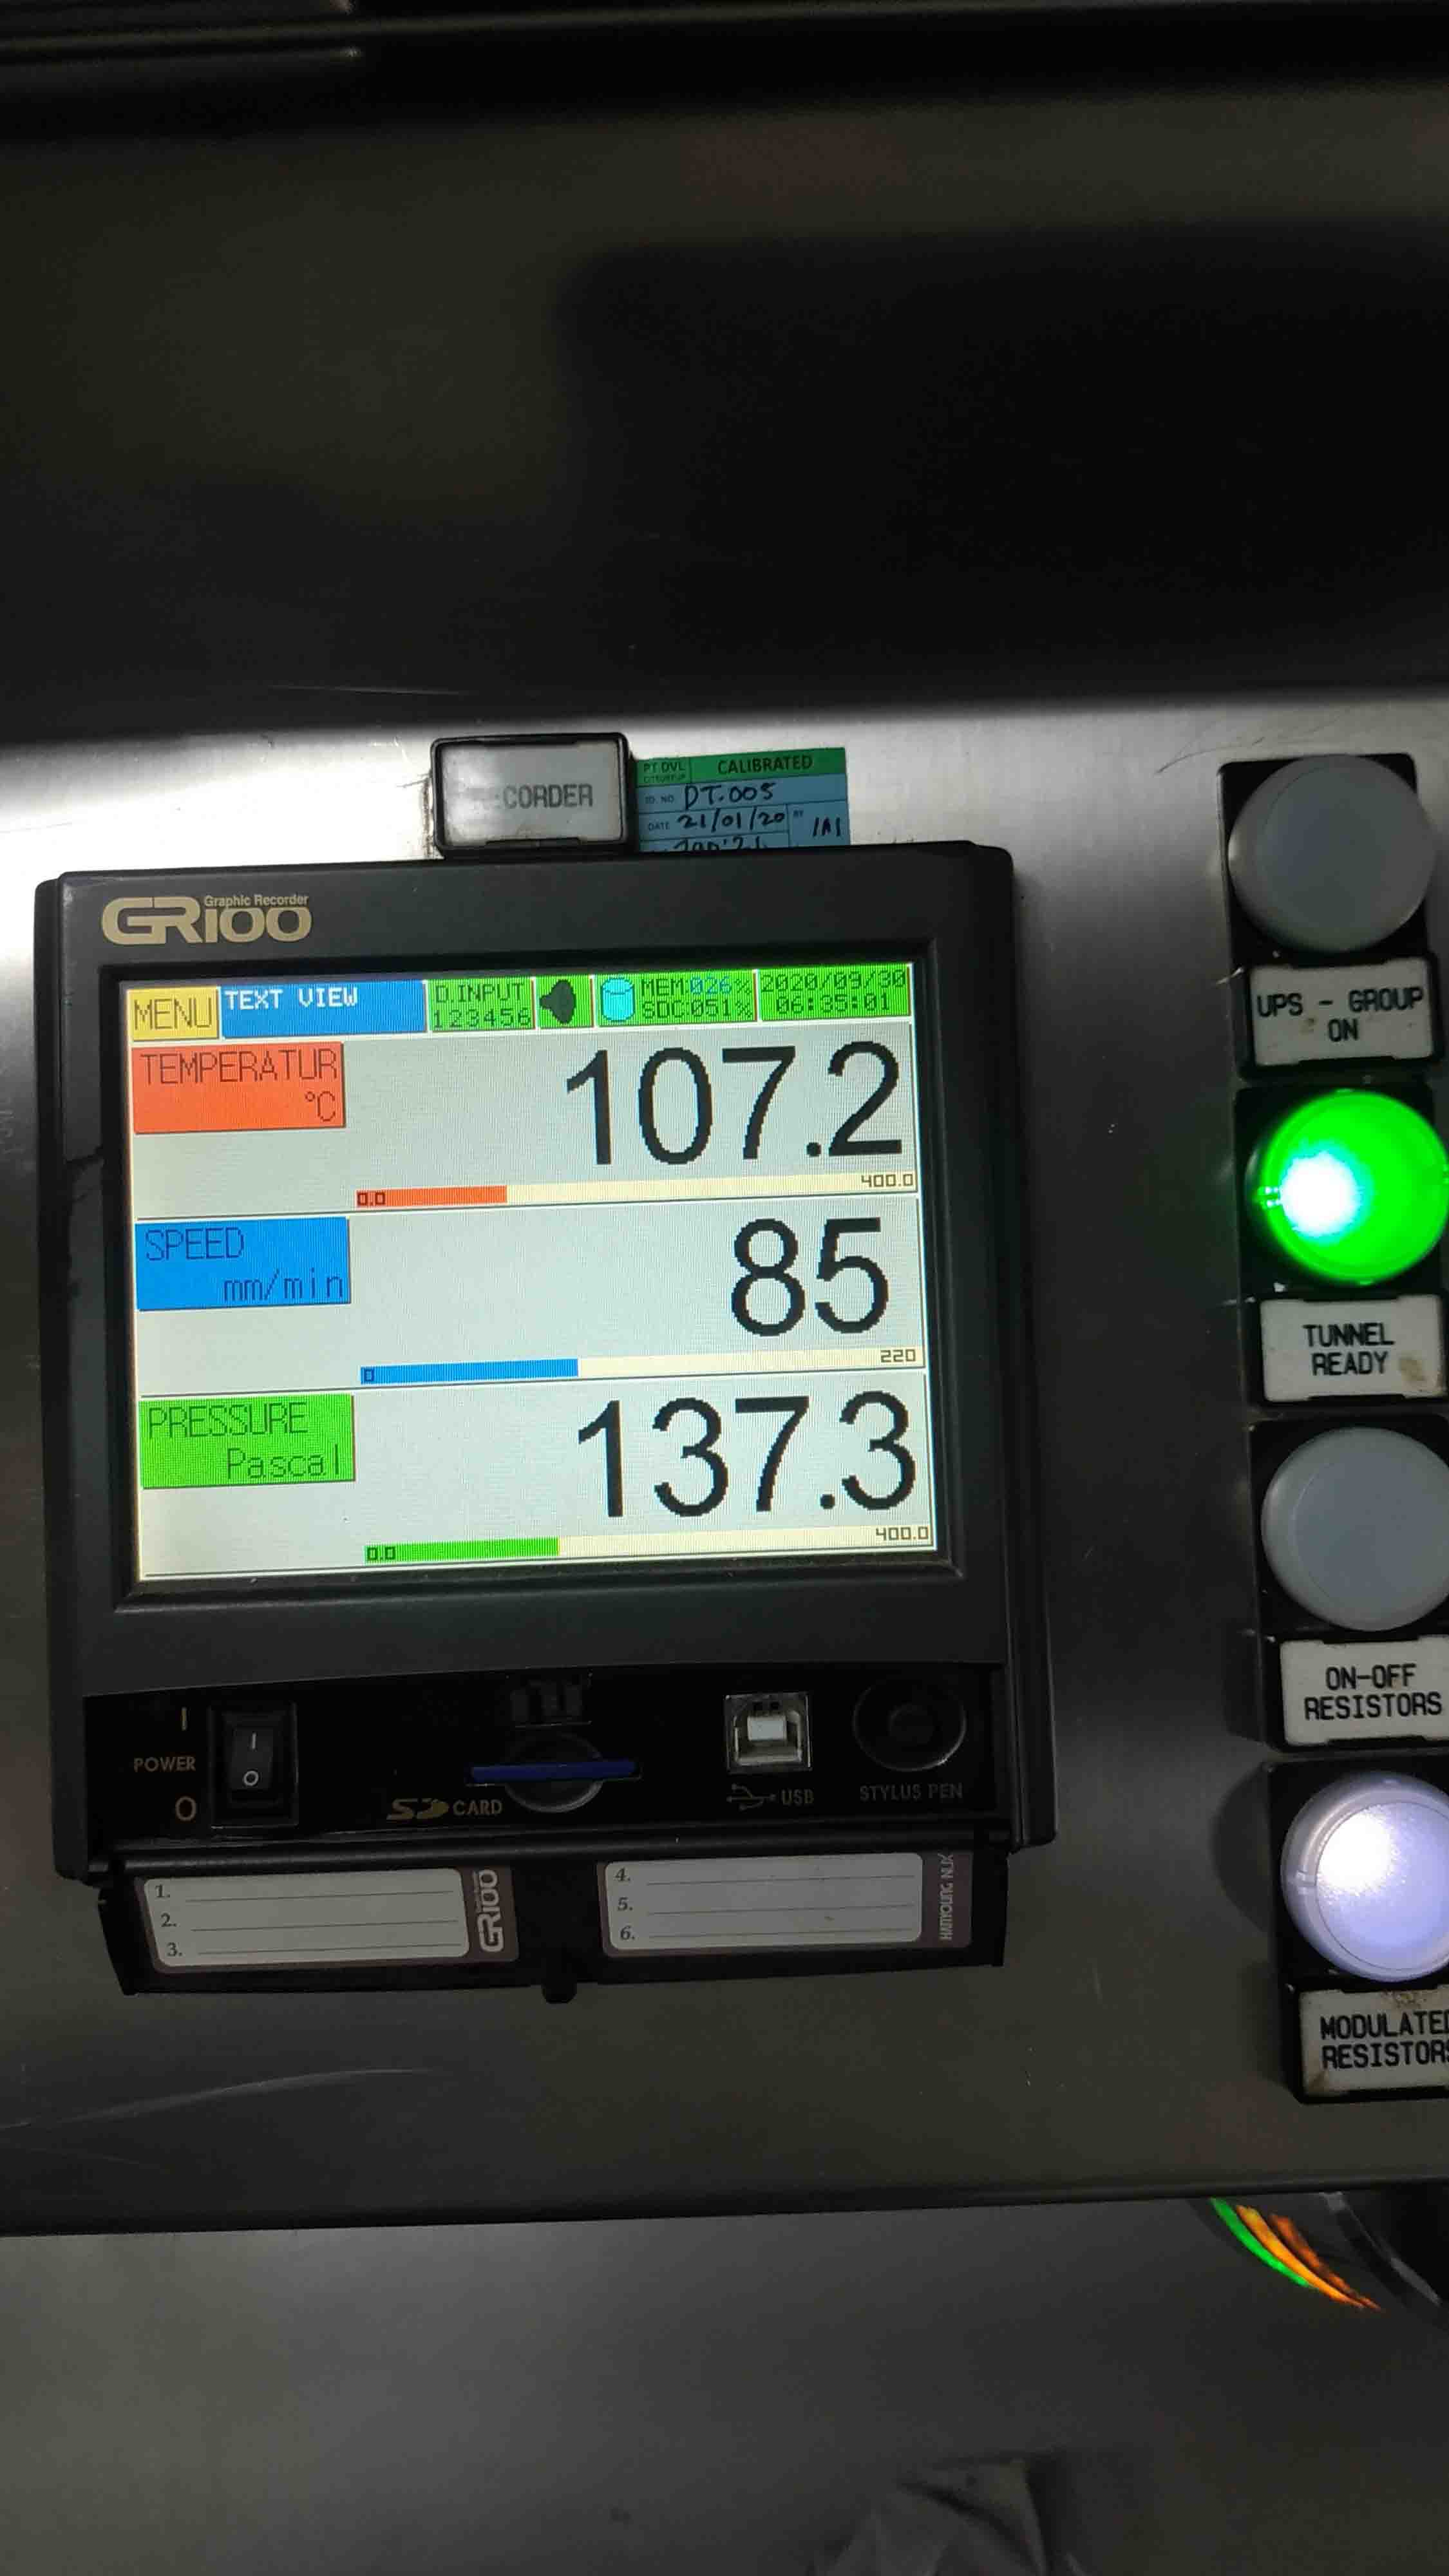 CORDER
PT DVL
CALIBRATED
ID. NO. DT.005
DATE 21/01/20 BY
Graphic Recorder
GR100
MENU
TEXT VIEW
D.INPUT
123456
MEM:026%
SDC:051%
2020/09/30
06:35:01
TEMPERATUR
°C
107.2
0.0
400.0
SPEED
mm/min
85
0
220
PRESSURE
Pascal
137.3
0.0
400.0
I
POWER
O
SD CARD
USB
STYLUS PEN
1.
2.
3.
GR100
4.
5.
6.
HANYOUNG NUX
UPS - GROUP
ON
TUNNEL
READY
ON-OFF
RESISTORS
MODULATED
RESISTORS